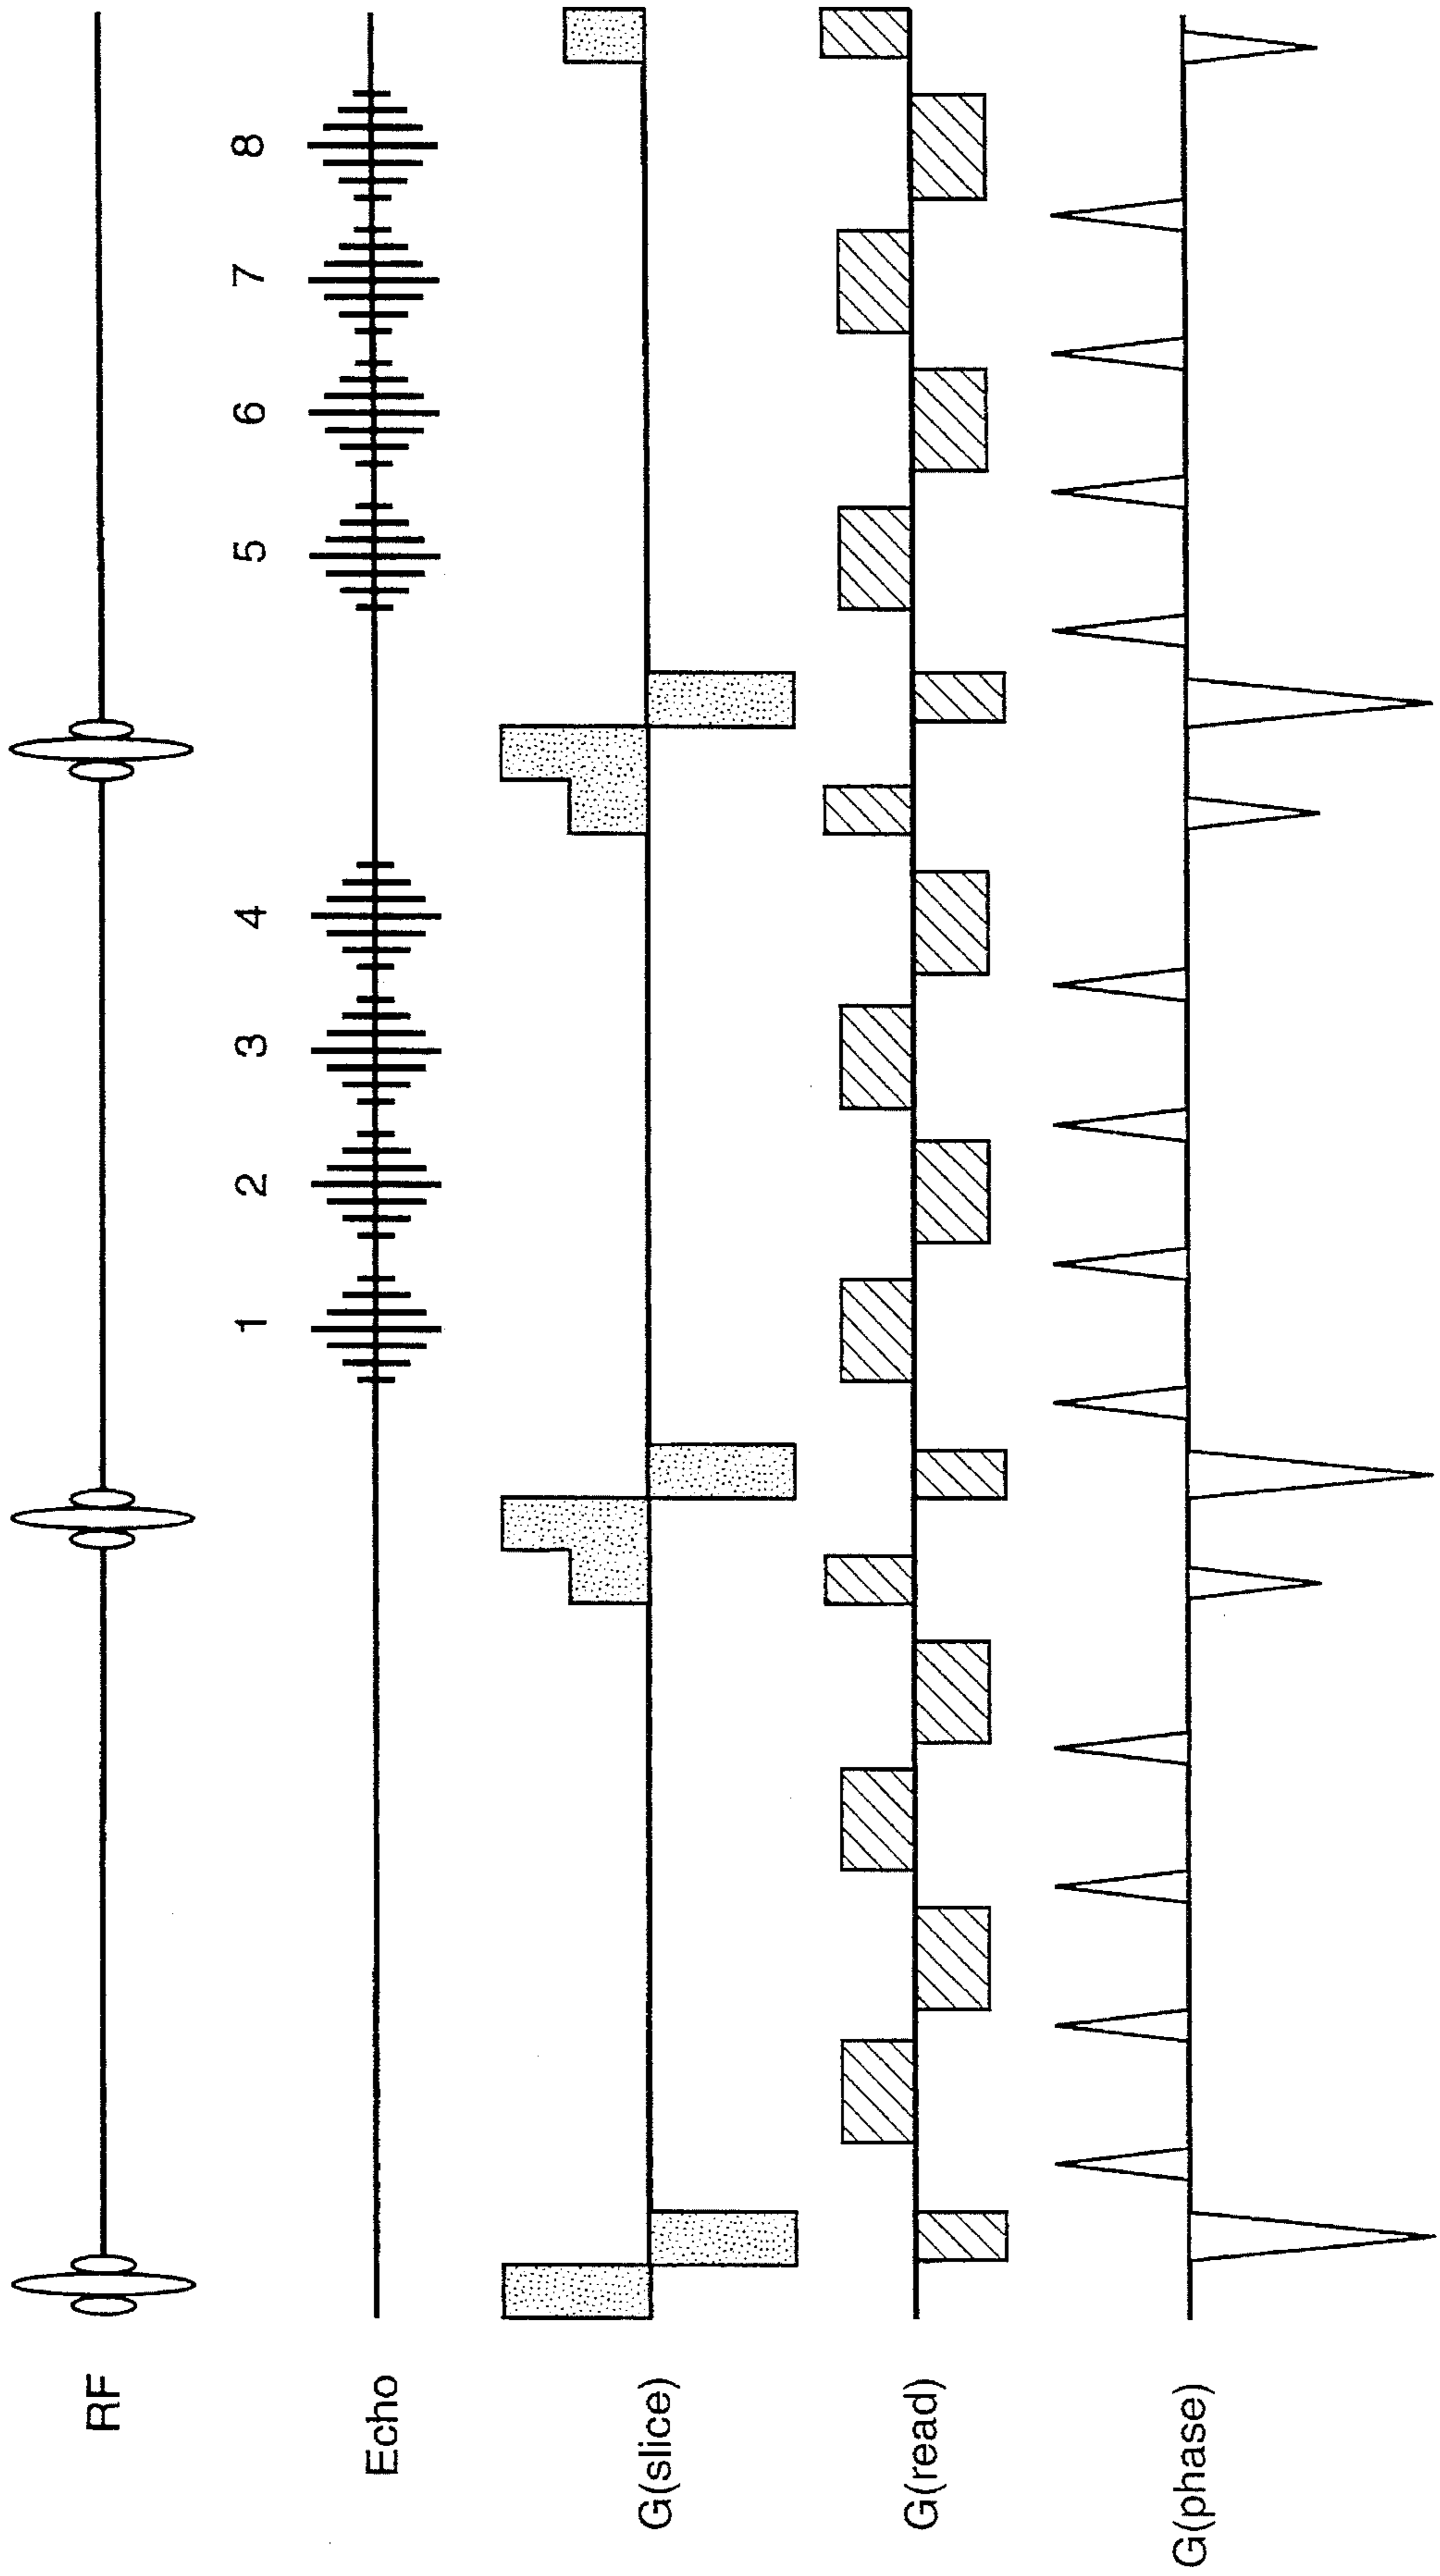 RF
Echo
1 2 3 4 5 6 7 8
G(slice)
G(read)
G(phase)